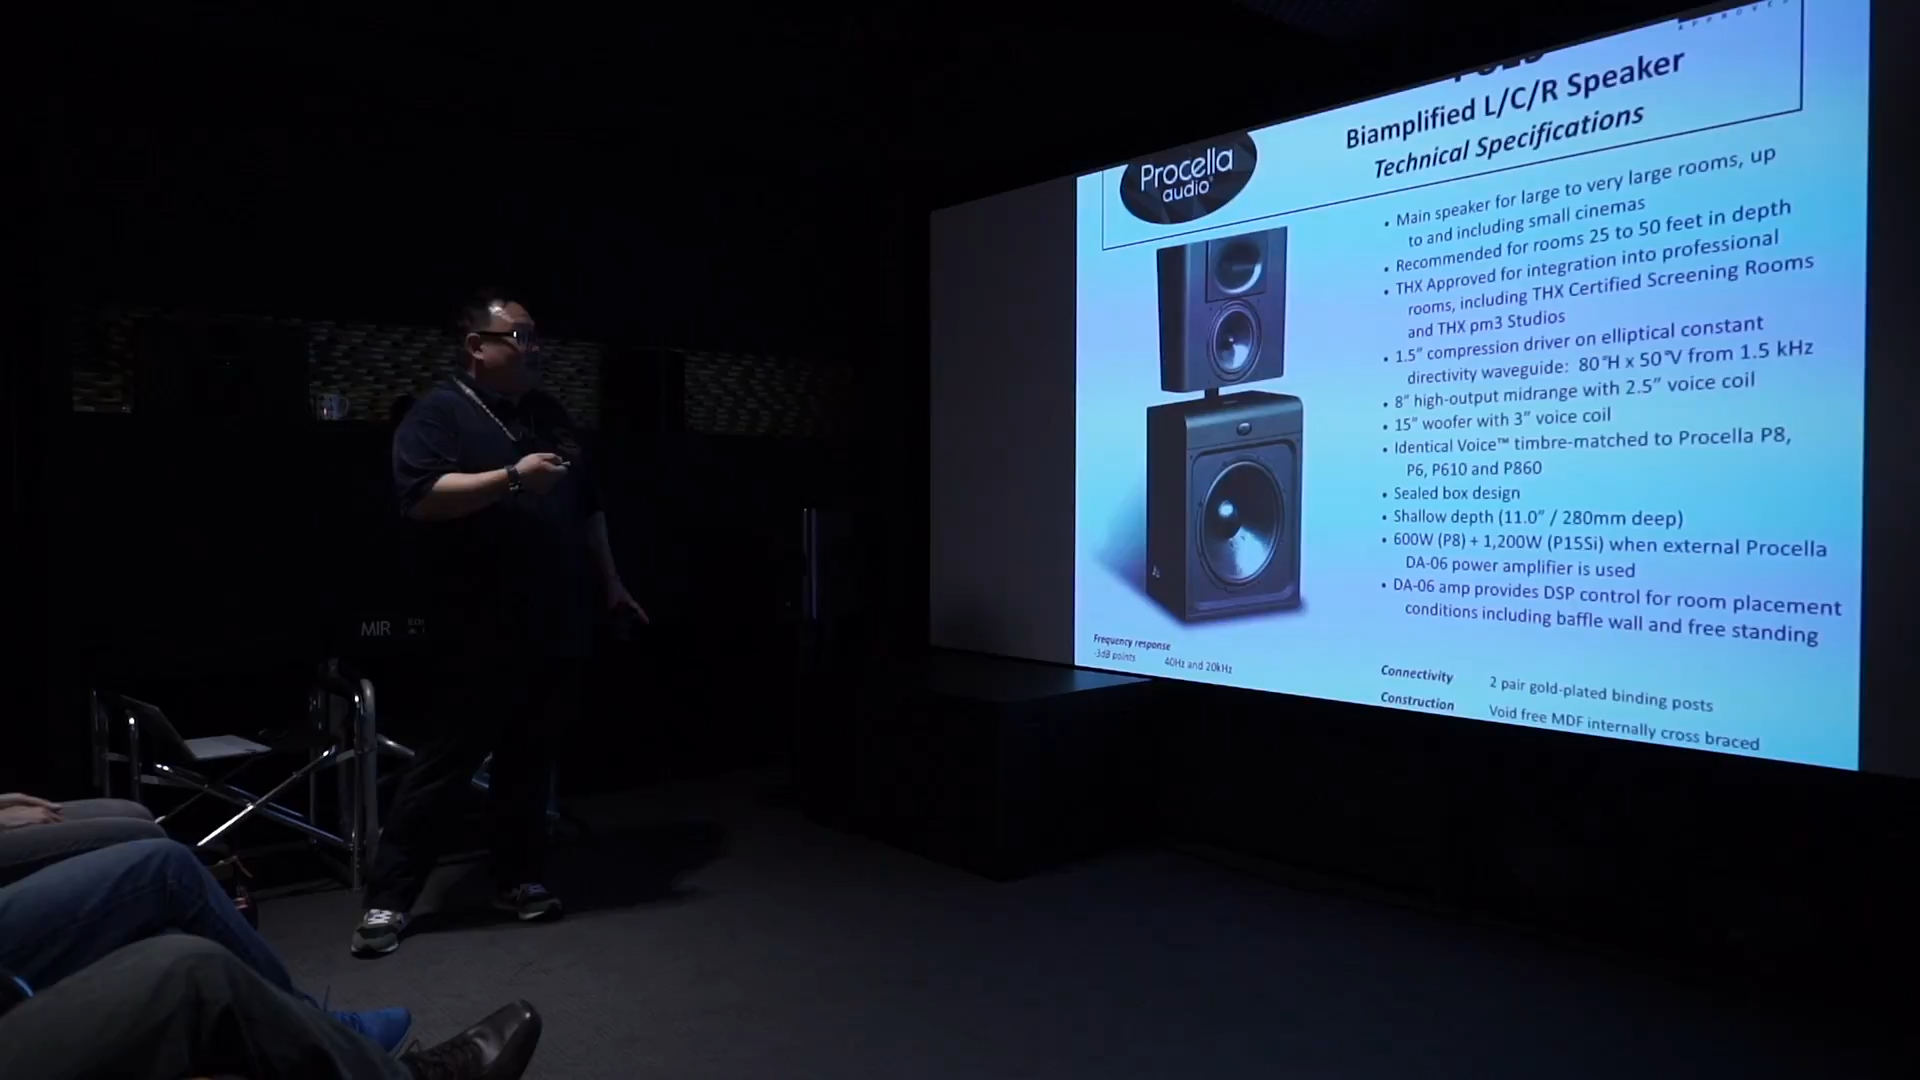 APPROVED
Biamplified L/C/R Speaker
Technical Specifications
Procella
audio
• Main speaker for large to very large rooms, up
to and including small cinemas
• Recommended for rooms 25 to 50 feet in depth
• THX Approved for integration into professional
rooms, including THX Certified Screening Rooms
and THX pm3 Studios
• 1.5” compression driver on elliptical constant
directivity waveguide: 80°H x 50°V from 1.5 kHz
• 8” high-output midrange with 2.5” voice coil
• 15” woofer with 3” voice coil
• Identical Voice™ timbre-matched to Procella P8,
P6, P610 and P860
• Sealed box design
• Shallow depth (11.0” / 280mm deep)
• 600W (P8) + 1,200W (P15Si) when external Procella
DA-06 power amplifier is used
• DA-06 amp provides DSP control for room placement
conditions including baffle wall and free standing
Frequency response
-3dB points 40Hz and 20kHz
Connectivity 2 pair gold-plated binding posts
Construction Void free MDF internally cross braced
MIR